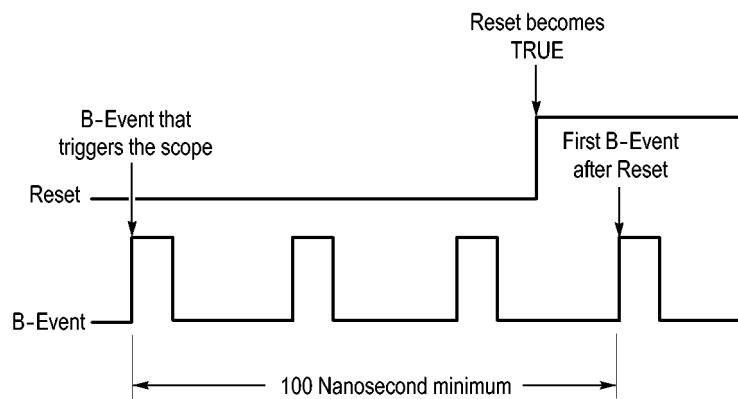 Reset becomes
TRUE
B-Event that
triggers the scope
First B-Event
after Reset
Reset
B-Event
100 Nanosecond minimum